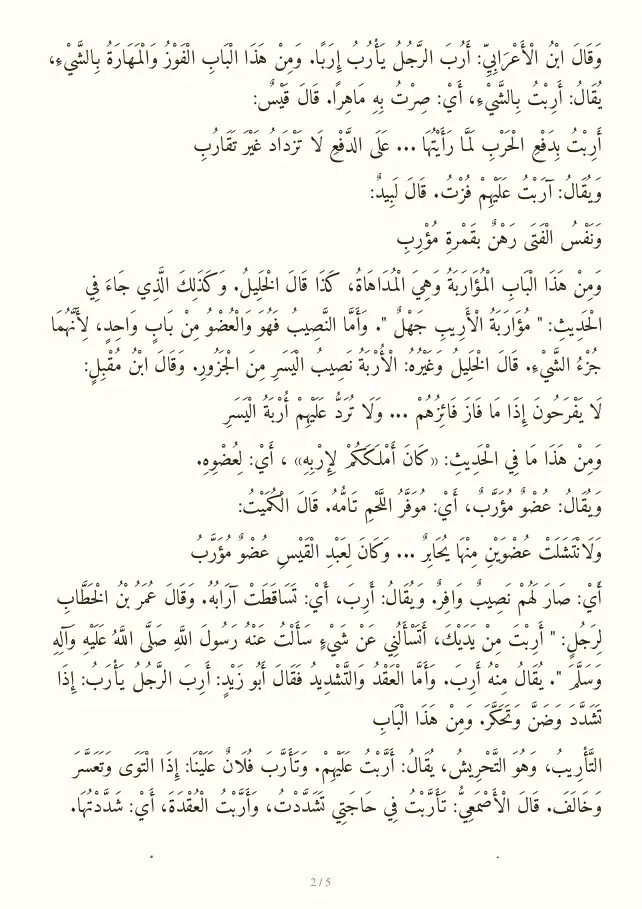 وَقَالَ ابْنُ الْأَعْرَابِيِّ: أَرُبَ الرَّجُلُ يَأْرُبُ إِرَبًا. وَمِنْ هَذَا الْبَابِ الْفَوْزُ وَالْمَهَارَةُ بِالشَّيْءِ،
يُقَالُ: أَرِبْتُ بِالشَّيْءِ، أَيْ: صِرْتُ بِهِ مَاهِرًا. قَالَ قَيْسٌ:
أَرِبْتُ بِدَفْعِ الْحَرْبِ لَمَّا رَأَيْتُهَا ... عَلَى الدَّفْعِ لَا تَزْدَادُ غَيْرَ تَقَارُبِ
وَيُقَالُ: آرَبْتُ عَلَيْهِمْ فُزْتُ. قَالَ لَبِيدٌ:
وَنَفْسُ الْفَتَى رَهْنٌ بِقَمْرَةِ مُؤْرِبِ
وَمِنْ هَذَا الْبَابِ الْمُؤَارَبَةُ وَهِيَ الْمُدَاهَاةُ، كَذَا قَالَ الْخَلِيلُ. وَكَذَلِكَ الَّذِي جَاءَ فِي
الْحَدِيثِ: " مُؤَارَبَةُ الْأَرِيبِ جَهْلٌ ". وَأَمَّا النَّصِيبُ فَهُوَ وَالْعُضْوُ مِنْ بَابٍ وَاحِدٍ، لِأَنَّهُمَا
جُزْءُ الشَّيْءِ. قَالَ الْخَلِيلُ وَغَيْرُهُ: الْأُرْبَةُ نَصِيبُ الْيَسَرِ مِنَ الْجَزُورِ. وَقَالَ ابْنُ مُقْبِلٍ:
لَا يَفْرَحُونَ إِذَا مَا فَازَ فَائِزُهُمْ ... وَلَا تُرَدُّ عَلَيْهِمْ أُرْبَةُ الْيَسَرِ
وَمِنْ هَذَا مَا فِي الْحَدِيثِ: «كَانَ أَمْلَكَكُمْ لِإِرْبِهِ» ، أَيْ: لِعُضْوِهِ.
وَيُقَالُ: عُضْوٌ مُؤَرَّبٌ، أَيْ: مُوَفَّرُ اللَّحْمِ تَامُّهُ. قَالَ الْكُمَيْتُ:
وَلَانْتَشَلَتْ عُضْوَيْنِ مِنْهَا يُحَابِرٌ ... وَكَانَ لِعَبْدِ الْقَيْسِ عُضْوٌ مُؤَرَّبُ
أَيْ: صَارَ لَهُمْ نَصِيبٌ وَافِرٌ. وَيُقَالُ: أَرِبَ، أَيْ: تَسَاقَطَتْ آرَابُهُ. وَقَالَ عُمَرُ بْنُ الْخَطَّابِ
لِرَجُلٍ: " أَرِبْتَ مِنْ يَدَيْكَ، أَتَسْأَلُنِي عَنْ شَيْءٍ سَأَلْتُ عَنْهُ رَسُولَ اللَّهِ صَلَّى اللَّهُ عَلَيْهِ وَآلِهِ
وَسَلَّمَ ". يُقَالُ مِنْهُ أَرِبَ. وَأَمَّا الْعَقْدُ وَالتَّشْدِيدُ فَقَالَ أَبُو زَيْدٍ: أَرِبَ الرَّجُلُ يَأْرَبُ: إِذَا
تَشَدَّدَ وَضَنَّ وَتَحَكَّرَ. وَمِنْ هَذَا الْبَابِ
التَّأْرِيبُ، وَهُوَ التَّحْرِيشُ، يُقَالُ: أَرَّبْتُ عَلَيْهِمْ. وَتَأَرَّبَ فُلَانٌ عَلَيْنَا: إِذَا الْتَوَى وَتَعَسَّرَ
وَخَالَفَ. قَالَ الْأَصْمَعِيُّ: تَأَرَّبْتُ فِي حَاجَتِي تَشَدَّدْتُ، وَأَرَّبْتُ الْعُقْدَةَ، أَيْ: شَدَّدْتُهَا.
2 / 5